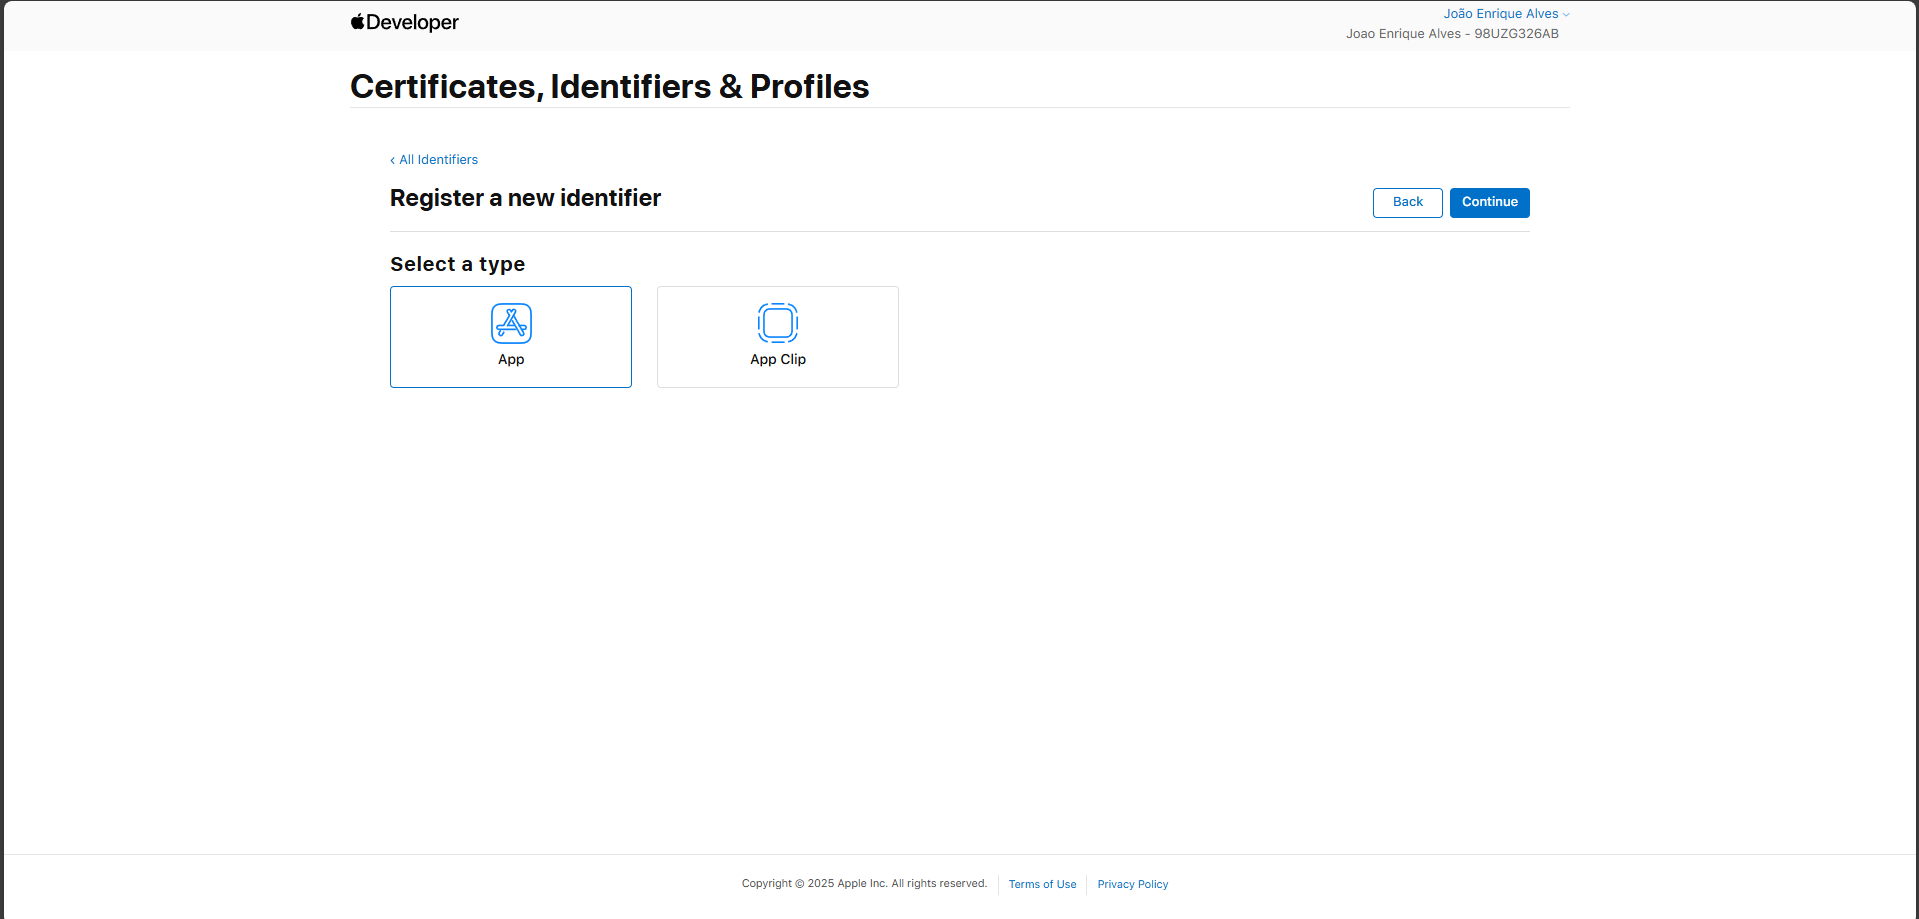 Developer
João Enrique Alves
Joao Enrique Alves - 98UZG326AB
Certificates, Identifiers & Profiles
‹ All Identifiers
Register a new identifier
Back
Continue
Select a type
App
App Clip
Copyright © 2025 Apple Inc. All rights reserved.
Terms of Use
Privacy Policy